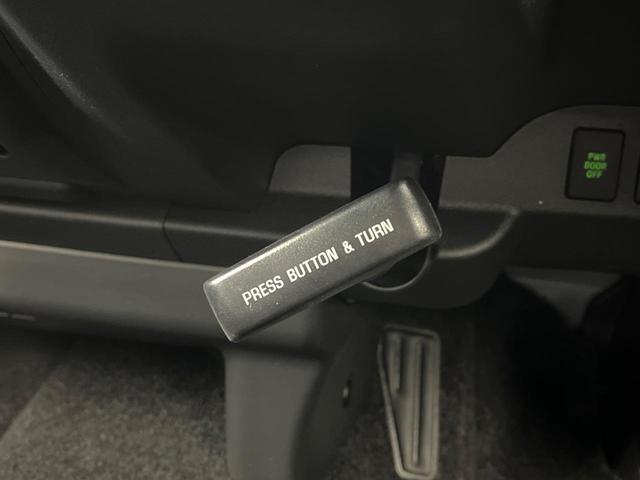 PRESS BUTTON & TURN
PWR
DOOR
OFF